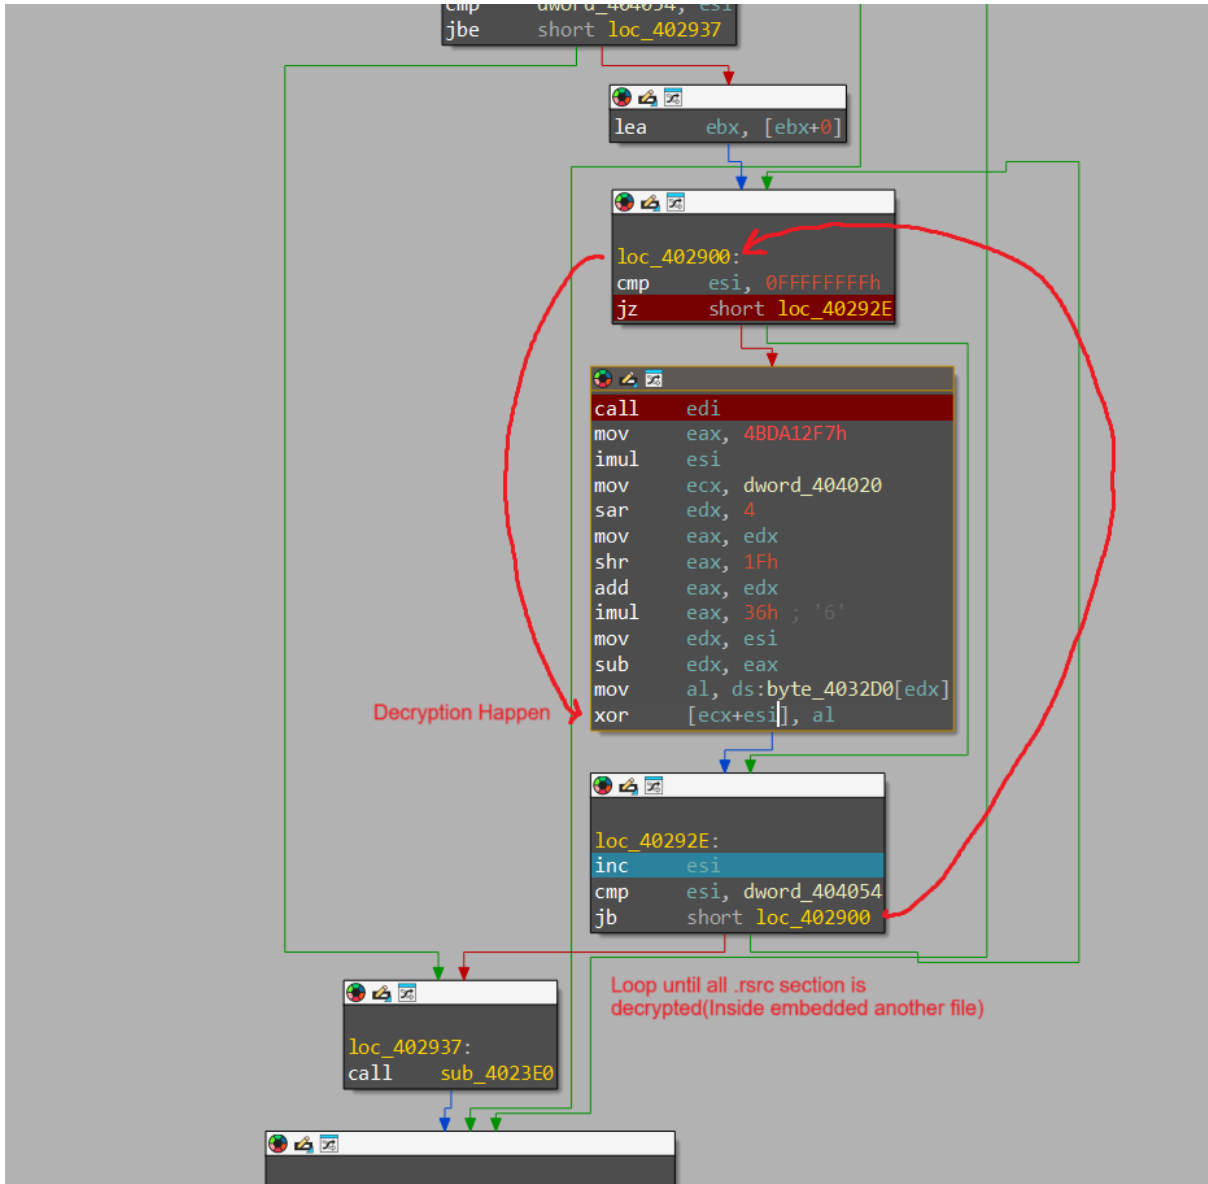 cmp dword_404054, esi
jbe short loc_402937
lea ebx, [ebx+0]
loc_402900:
cmp esi, 0FFFFFFFFh
jz short loc_40292E
call edi
mov eax, 4BDA12F7h
imul esi
mov ecx, dword_404020
sar edx, 4
mov eax, edx
shr eax, 1Fh
add eax, edx
imul eax, 36h ; '6'
mov edx, esi
sub edx, eax
mov al, ds:byte_4032D0[edx]
Decryption Happen
xor [ecx+esi], al
loc_40292E:
inc esi
cmp esi, dword_404054
jb short loc_402900
Loop until all .rsrc section is
decrypted(Inside embedded another file)
loc_402937:
call sub_4023E0